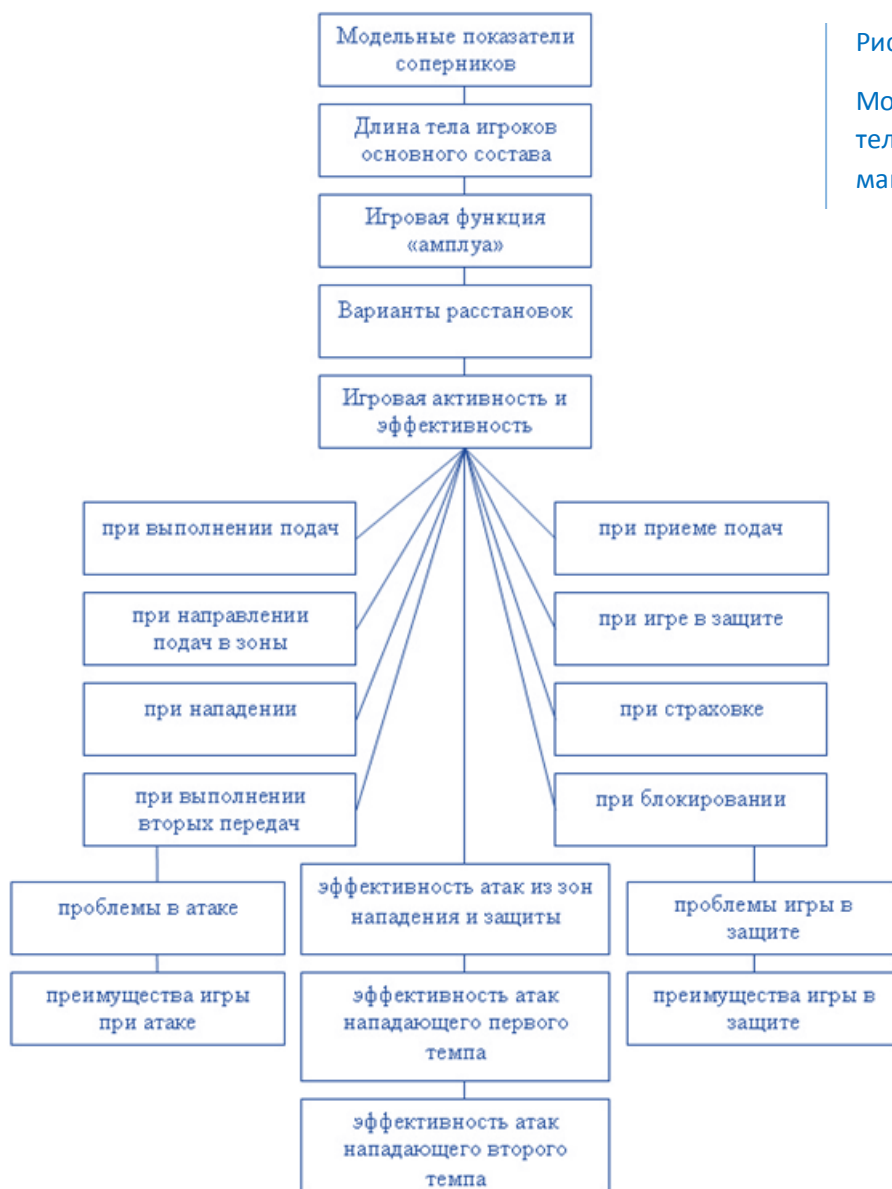 Модельные показатели
соперников
Длина тела игроков
основного состава
Игровая функция
«амплуа»
Варианты расстановок
Игровая активность и
эффективность
при выполнении подач
при направлении
подач в зоны
при нападении
при выполнении
вторых передач
при приеме подач
при игре в защите
при страховке
при блокировании
проблемы в атаке
преимущества игры
при атаке
эффективность атак из зон
нападения и защиты
эффективность атак
нападающего первого
темпа
эффективность атак
нападающего второго
темпа
проблемы игры в
защите
преимущества игры в
защите